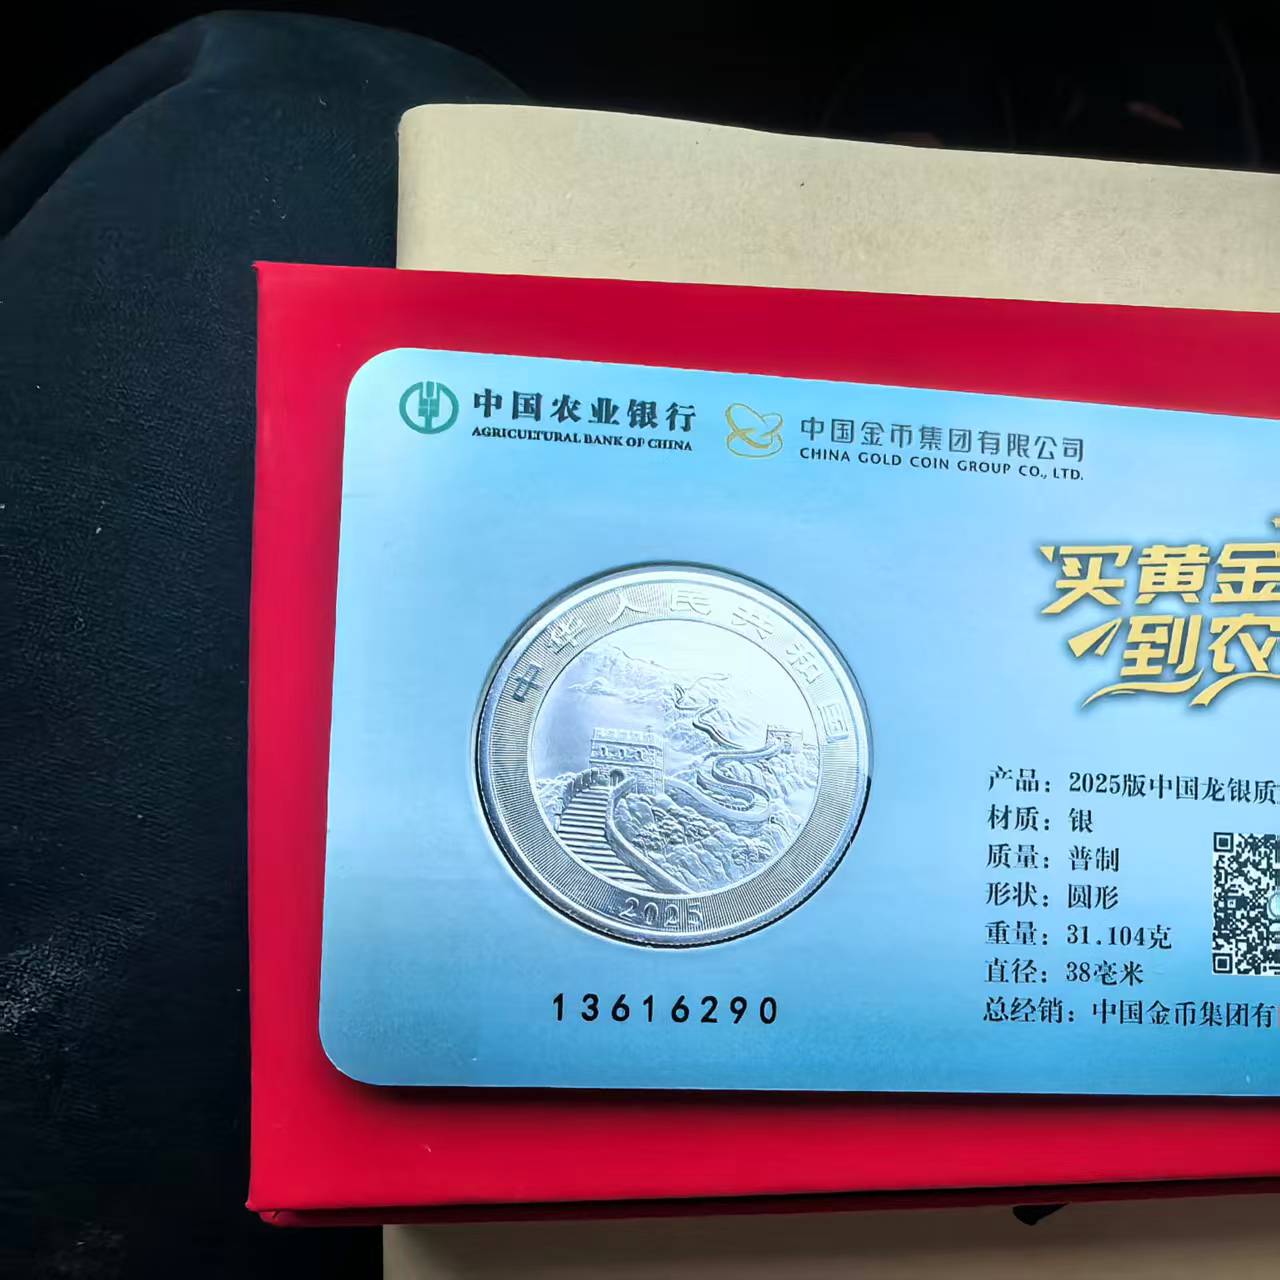 中国农业银行
AGRICULTURAL BANK OF CHINA
中国金币集团有限公司
CHINA GOLD COIN GROUP CO., LTD.
买黄金
到农
中华人民共和国
2025
13616290
产品：2025版中国龙银质
材质：银
质量：普制
形状：圆形
重量：31.104克
直径：38毫米
总经销：中国金币集团有